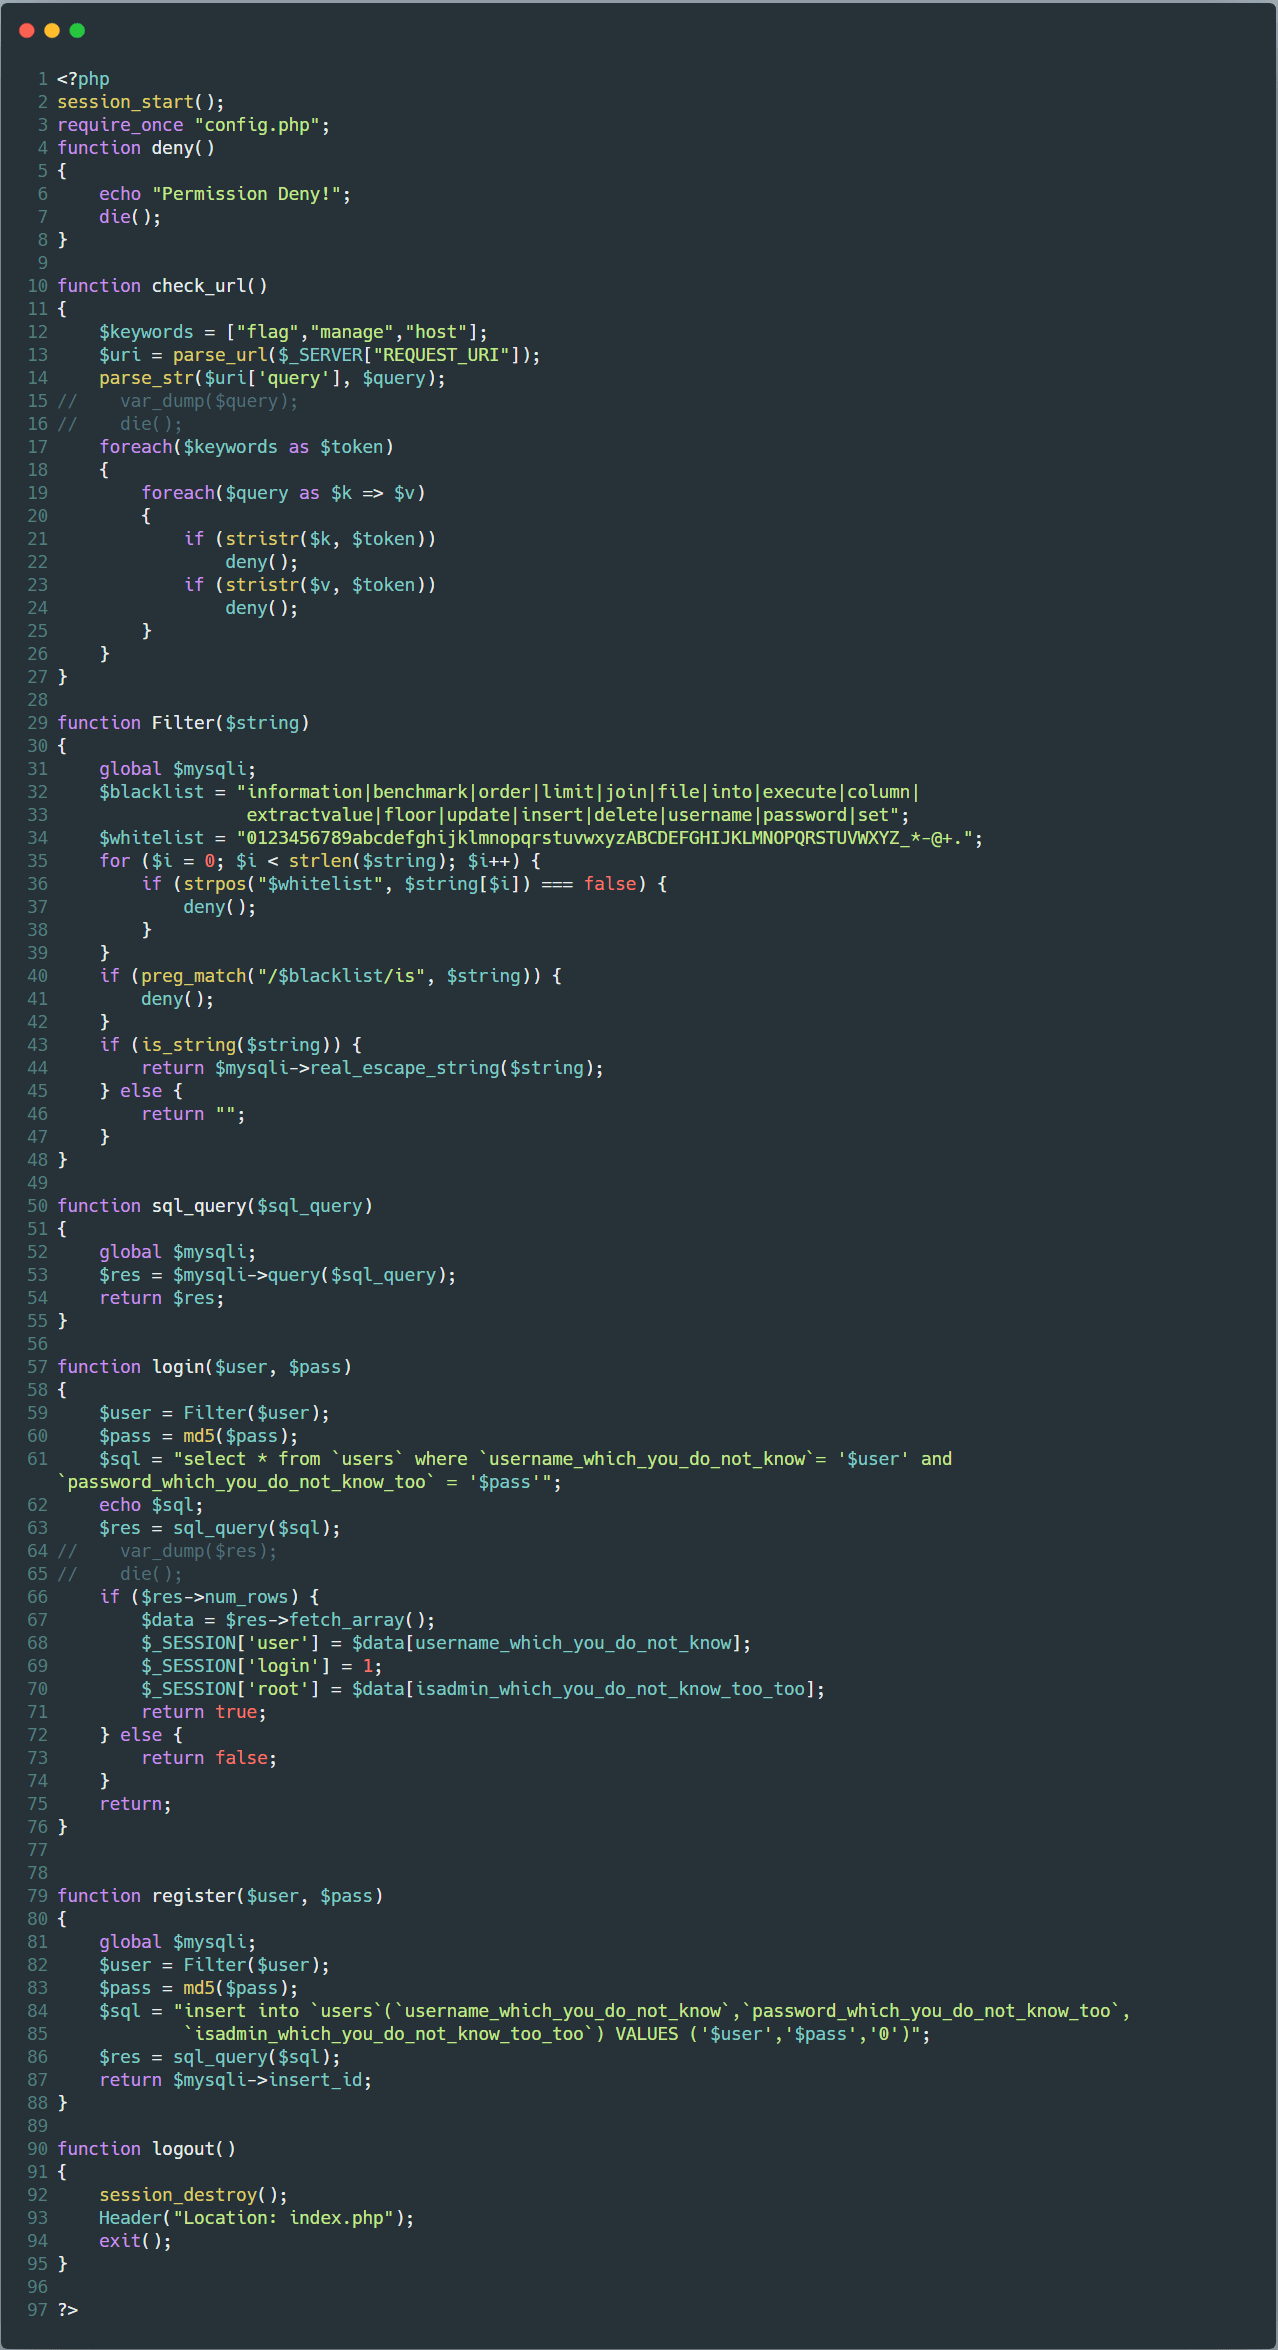 1 <?php
2 session_start();
3 require_once "config.php";
4 function deny()
5 {
6     echo "Permission Deny!";
7     die();
8 }
9
10 function check_url()
11 {
12     $keywords = ["flag","manage","host"];
13     $uri = parse_url($_SERVER["REQUEST_URI"]);
14     parse_str($uri['query'], $query);
15 //    var_dump($query);
16 //    die();
17     foreach($keywords as $token)
18     {
19         foreach($query as $k => $v)
20         {
21             if (stristr($k, $token))
22                 deny();
23             if (stristr($v, $token))
24                 deny();
25         }
26     }
27 }
28
29 function Filter($string)
30 {
31     global $mysqli;
32     $blacklist = "information|benchmark|order|limit|join|file|into|execute|column|
33                   extractvalue|floor|update|insert|delete|username|password|set";
34     $whitelist = "0123456789abcdefghijklmnopqrstuvwxyzABCDEFGHIJKLMNOPQRSTUVWXYZ_*-@+.";
35     for ($i = 0; $i < strlen($string); $i++) {
36         if (strpos("$whitelist", $string[$i]) === false) {
37             deny();
38         }
39     }
40     if (preg_match("/$blacklist/is", $string)) {
41         deny();
42     }
43     if (is_string($string)) {
44         return $mysqli->real_escape_string($string);
45     } else {
46         return "";
47     }
48 }
49
50 function sql_query($sql_query)
51 {
52     global $mysqli;
53     $res = $mysqli->query($sql_query);
54     return $res;
55 }
56
57 function login($user, $pass)
58 {
59     $user = Filter($user);
60     $pass = md5($pass);
61     $sql = "select * from `users` where `username_which_you_do_not_know`= '$user' and
`password_which_you_do_not_know_too` = '$pass'";
62     echo $sql;
63     $res = sql_query($sql);
64 //    var_dump($res);
65 //    die();
66     if ($res->num_rows) {
67         $data = $res->fetch_array();
68         $_SESSION['user'] = $data[username_which_you_do_not_know];
69         $_SESSION['login'] = 1;
70         $_SESSION['root'] = $data[isadmin_which_you_do_not_know_too_too];
71         return true;
72     } else {
73         return false;
74     }
75     return;
76 }
77
78
79 function register($user, $pass)
80 {
81     global $mysqli;
82     $user = Filter($user);
83     $pass = md5($pass);
84     $sql = "insert into `users`(`username_which_you_do_not_know`,`password_which_you_do_not_know_too`,
85             `isadmin_which_you_do_not_know_too_too`) VALUES ('$user','$pass','0')";
86     $res = sql_query($sql);
87     return $mysqli->insert_id;
88 }
89
90 function logout()
91 {
92     session_destroy();
93     Header("Location: index.php");
94     exit();
95 }
96
97 ?>